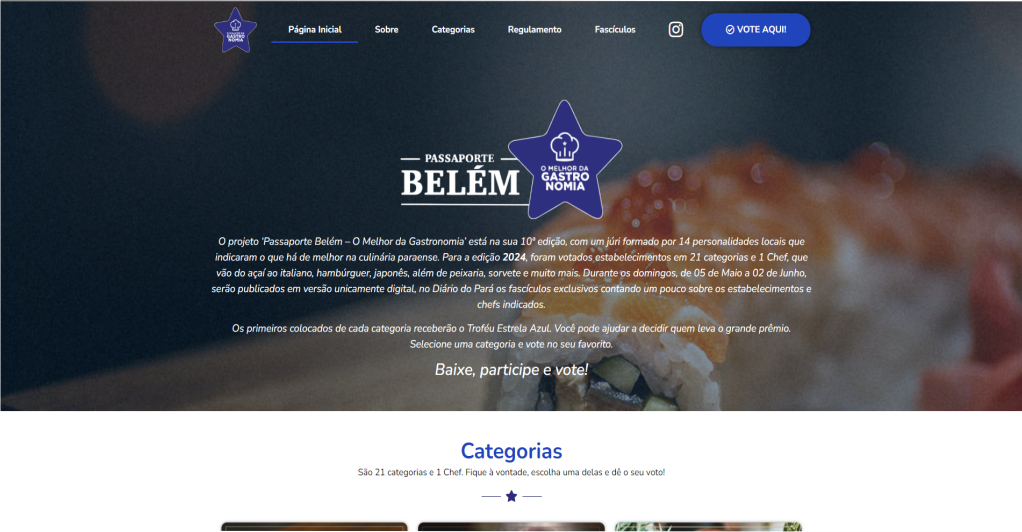 Página Inicial
Sobre
Categorias
Regulamento
Fascículos
VOTE AQUI!
O MELHOR DA
GASTRO
NOMIA
PASSAPORTE
BELÉM
O MELHOR DA
GASTRO
NOMIA
O projeto ‘Passaporte Belém – O Melhor da Gastronomia’ está na sua 10ª edição, com um júri formado por 14 personalidades locais que
indicaram o que há de melhor na culinária paraense. Para a edição 2024, foram votados estabelecimentos em 21 categorias e 1 Chef, que
vão do açaí ao italiano, hambúrguer, japonês, além de peixaria, sorvete e muito mais. Durante os domingos, de 05 de Maio a 02 de Junho,
serão publicados em versão unicamente digital, no Diário do Pará os fascículos exclusivos contando um pouco sobre os estabelecimentos e
chefs indicados.
Os primeiros colocados de cada categoria receberão o Troféu Estrela Azul. Você pode ajudar a decidir quem leva o grande prêmio.
Selecione uma categoria e vote no seu favorito.
Baixe, participe e vote!
Categorias
São 21 categorias e 1 Chef. Fique à vontade, escolha uma delas e dê o seu voto!